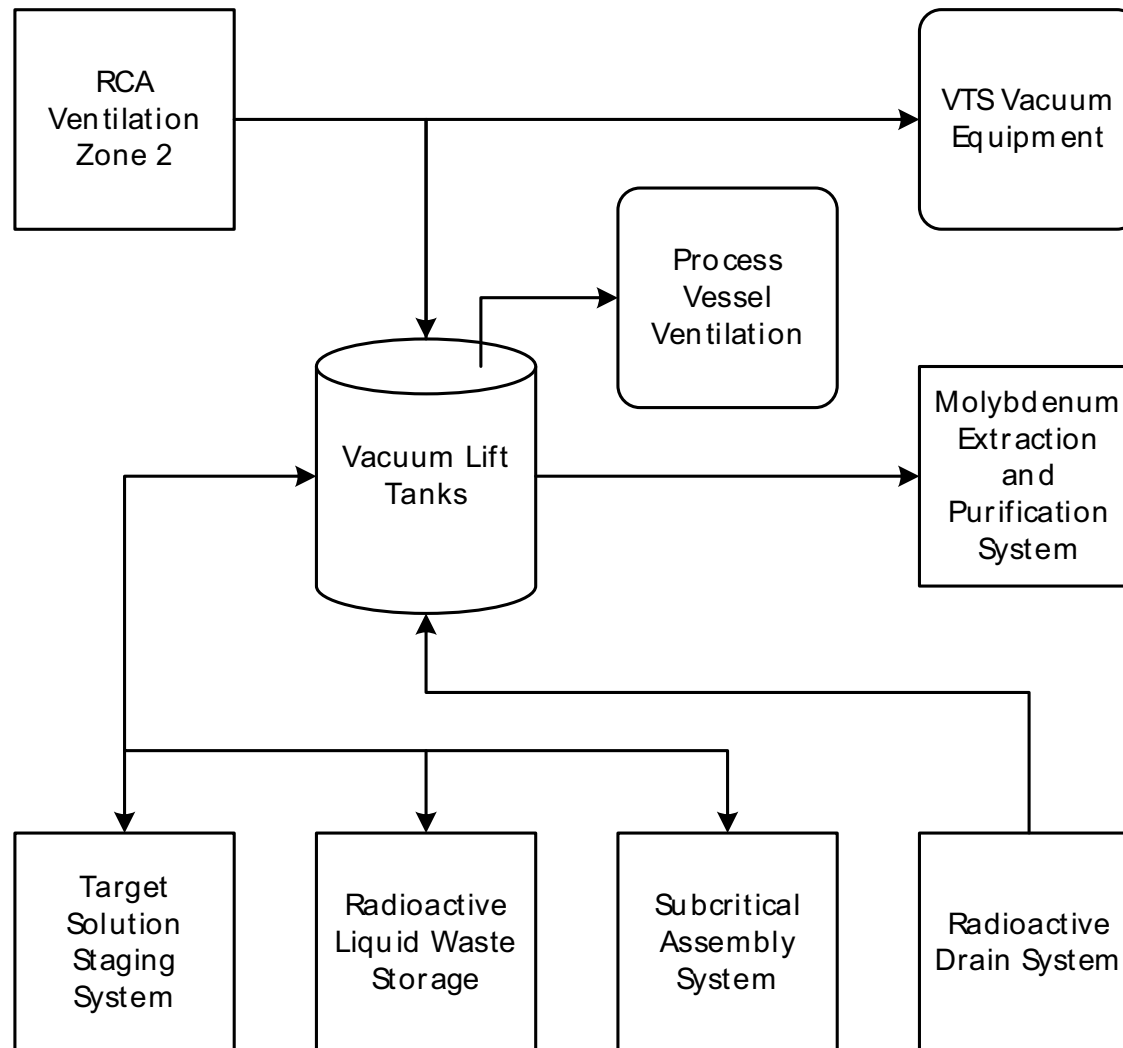 RCA
Ventilation
Zone 2
VTS Vacuum
Equipment
Process
Vessel
Ventilation
Molybdenum
Extraction
and
Purification
System
Vacuum Lift
Tanks
Target
Solution
Staging
System
Radioactive
Liquid Waste
Storage
Subcritical
Assembly
System
Radioactive
Drain System